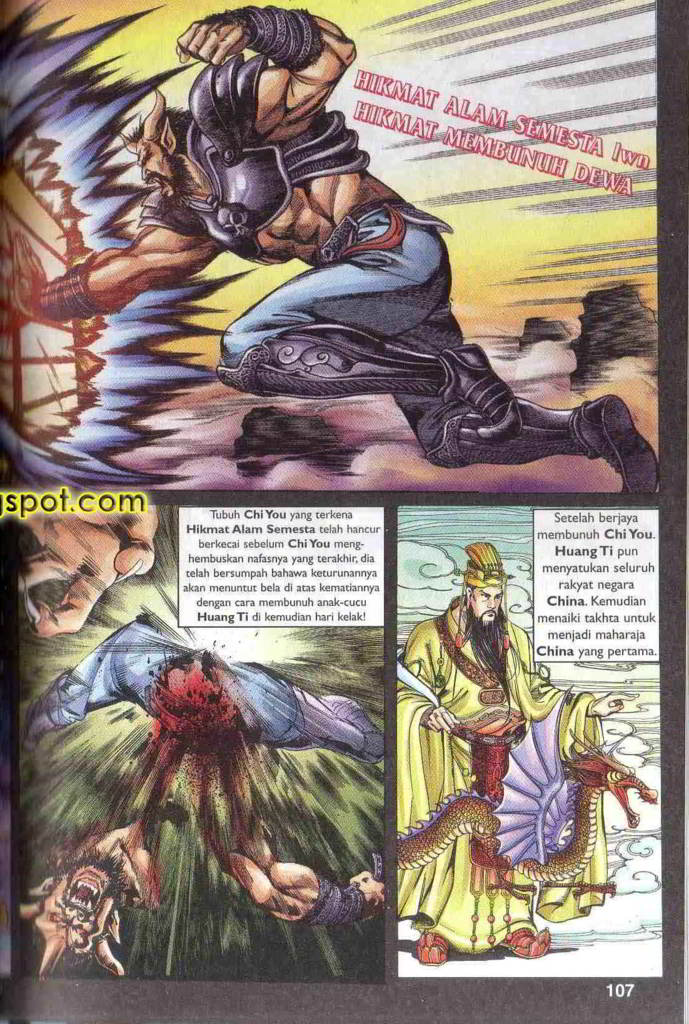 HIKMAT ALAM SEMESTA Iwn
HIKMAT MEMBUNUH DEWA
gspot.com
Tubuh Chi You yang terkena
Hikmat Alam Semesta telah hancur
berkecai sebelum Chi You meng-
hembuskan nafasnya yang terakhir, dia
telah bersumpah bahawa keturunannya
akan menuntut bela di atas kematiannya
dengan cara membunuh anak-cucu
Huang Ti di kemudian hari kelak!
Setelah berjaya
membunuh Chi You.
Huang Ti pun
menyatukan seluruh
rakyat negara
China. Kemudian
menaiki takhta untuk
menjadi maharaja
China yang pertama.
107